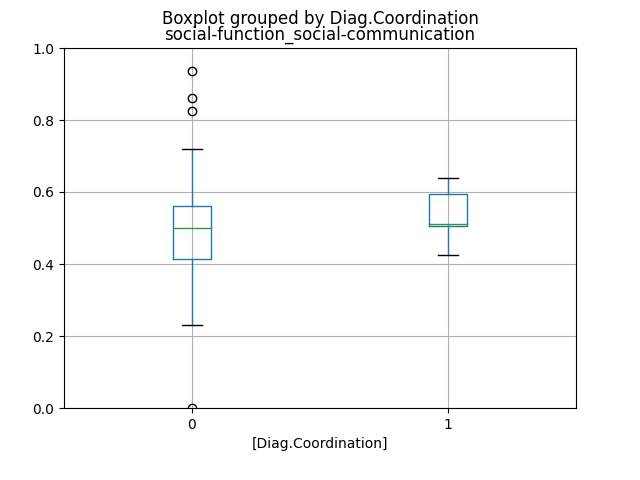 Boxplot grouped by Diag.Coordination
social-function_social-communication
1.0
0.8
0.6
0.4
0.2
0.0
0 1
[Diag.Coordination]